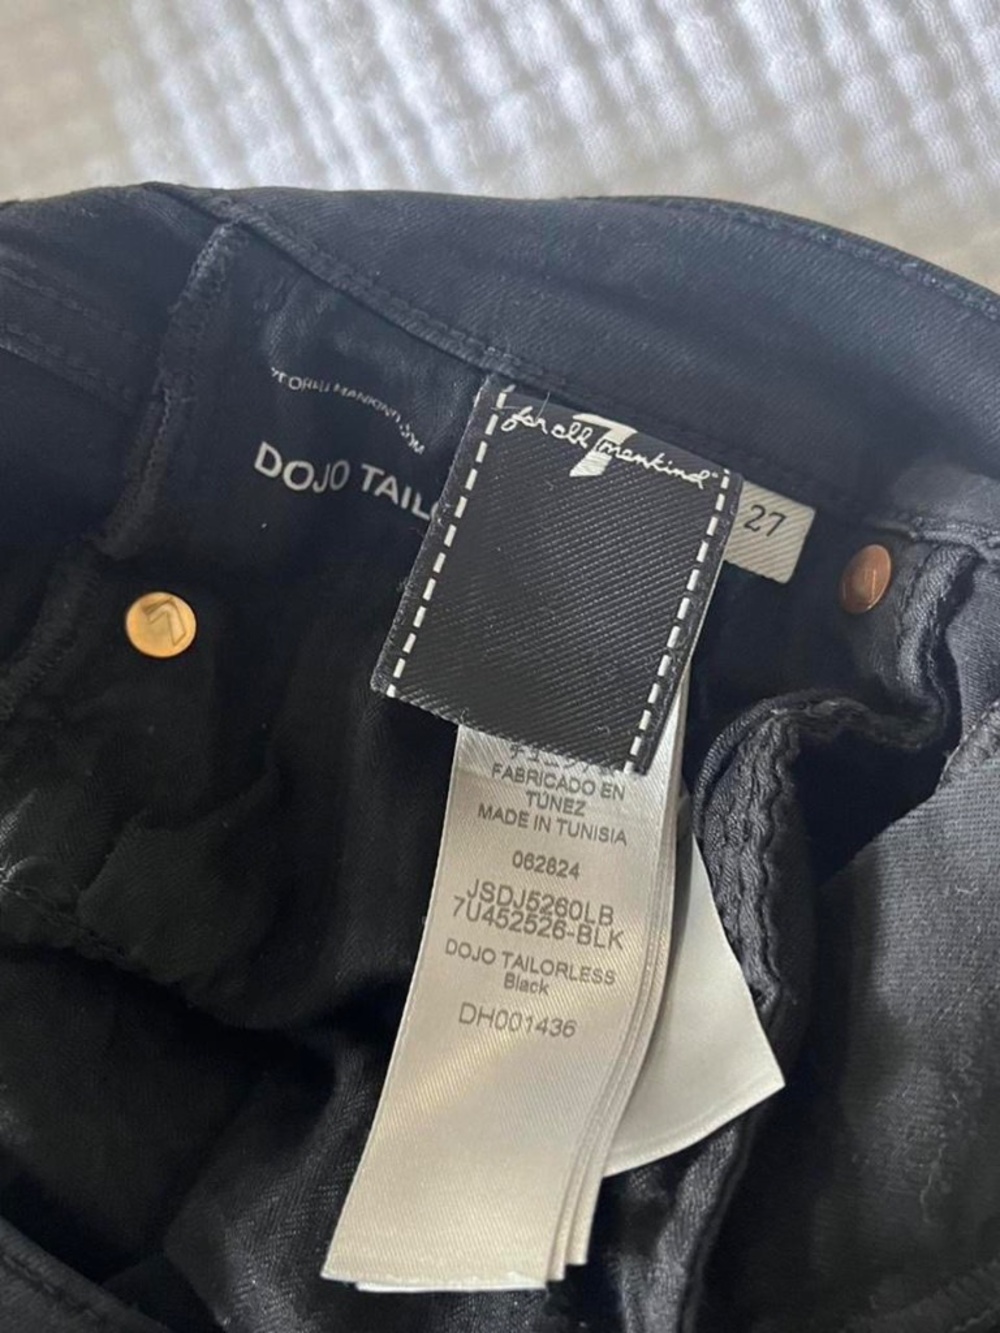 DOJO TAIL
7
for all mankind®
27
FABRICADO EN
TÚNEZ
MADE IN TUNISIA
062824
JSDJ5260LB
7U452526-BLK
DOJO TAILORLESS
Black
DH001436